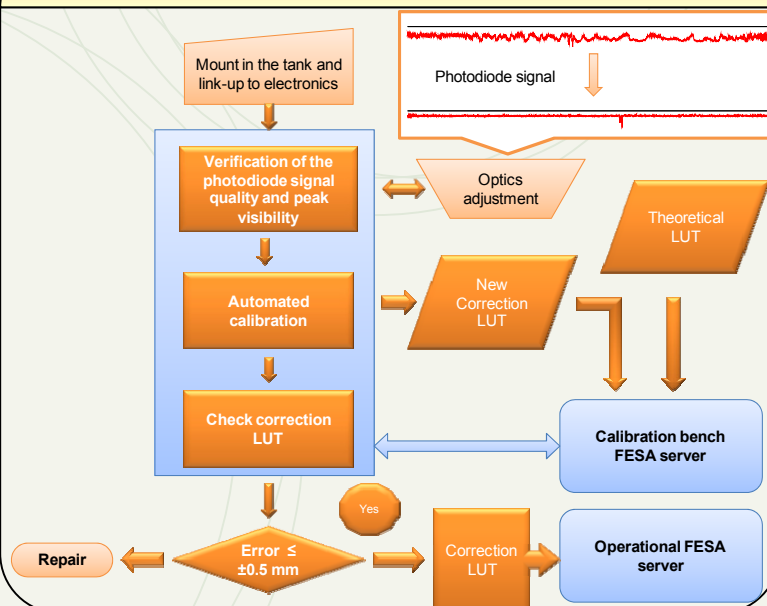 Mount in the tank and
link-up to electronics
Photodiode signal
Verification of the
photodiode signal
quality and peak
visibility
Optics
adjustment
Theoretical
LUT
Automated
calibration
New
Correction
LUT
Check correction
LUT
Calibration bench
FESA server
Yes
Repair
Error ≤
±0.5 mm
Correction
LUT
Operational FESA
server